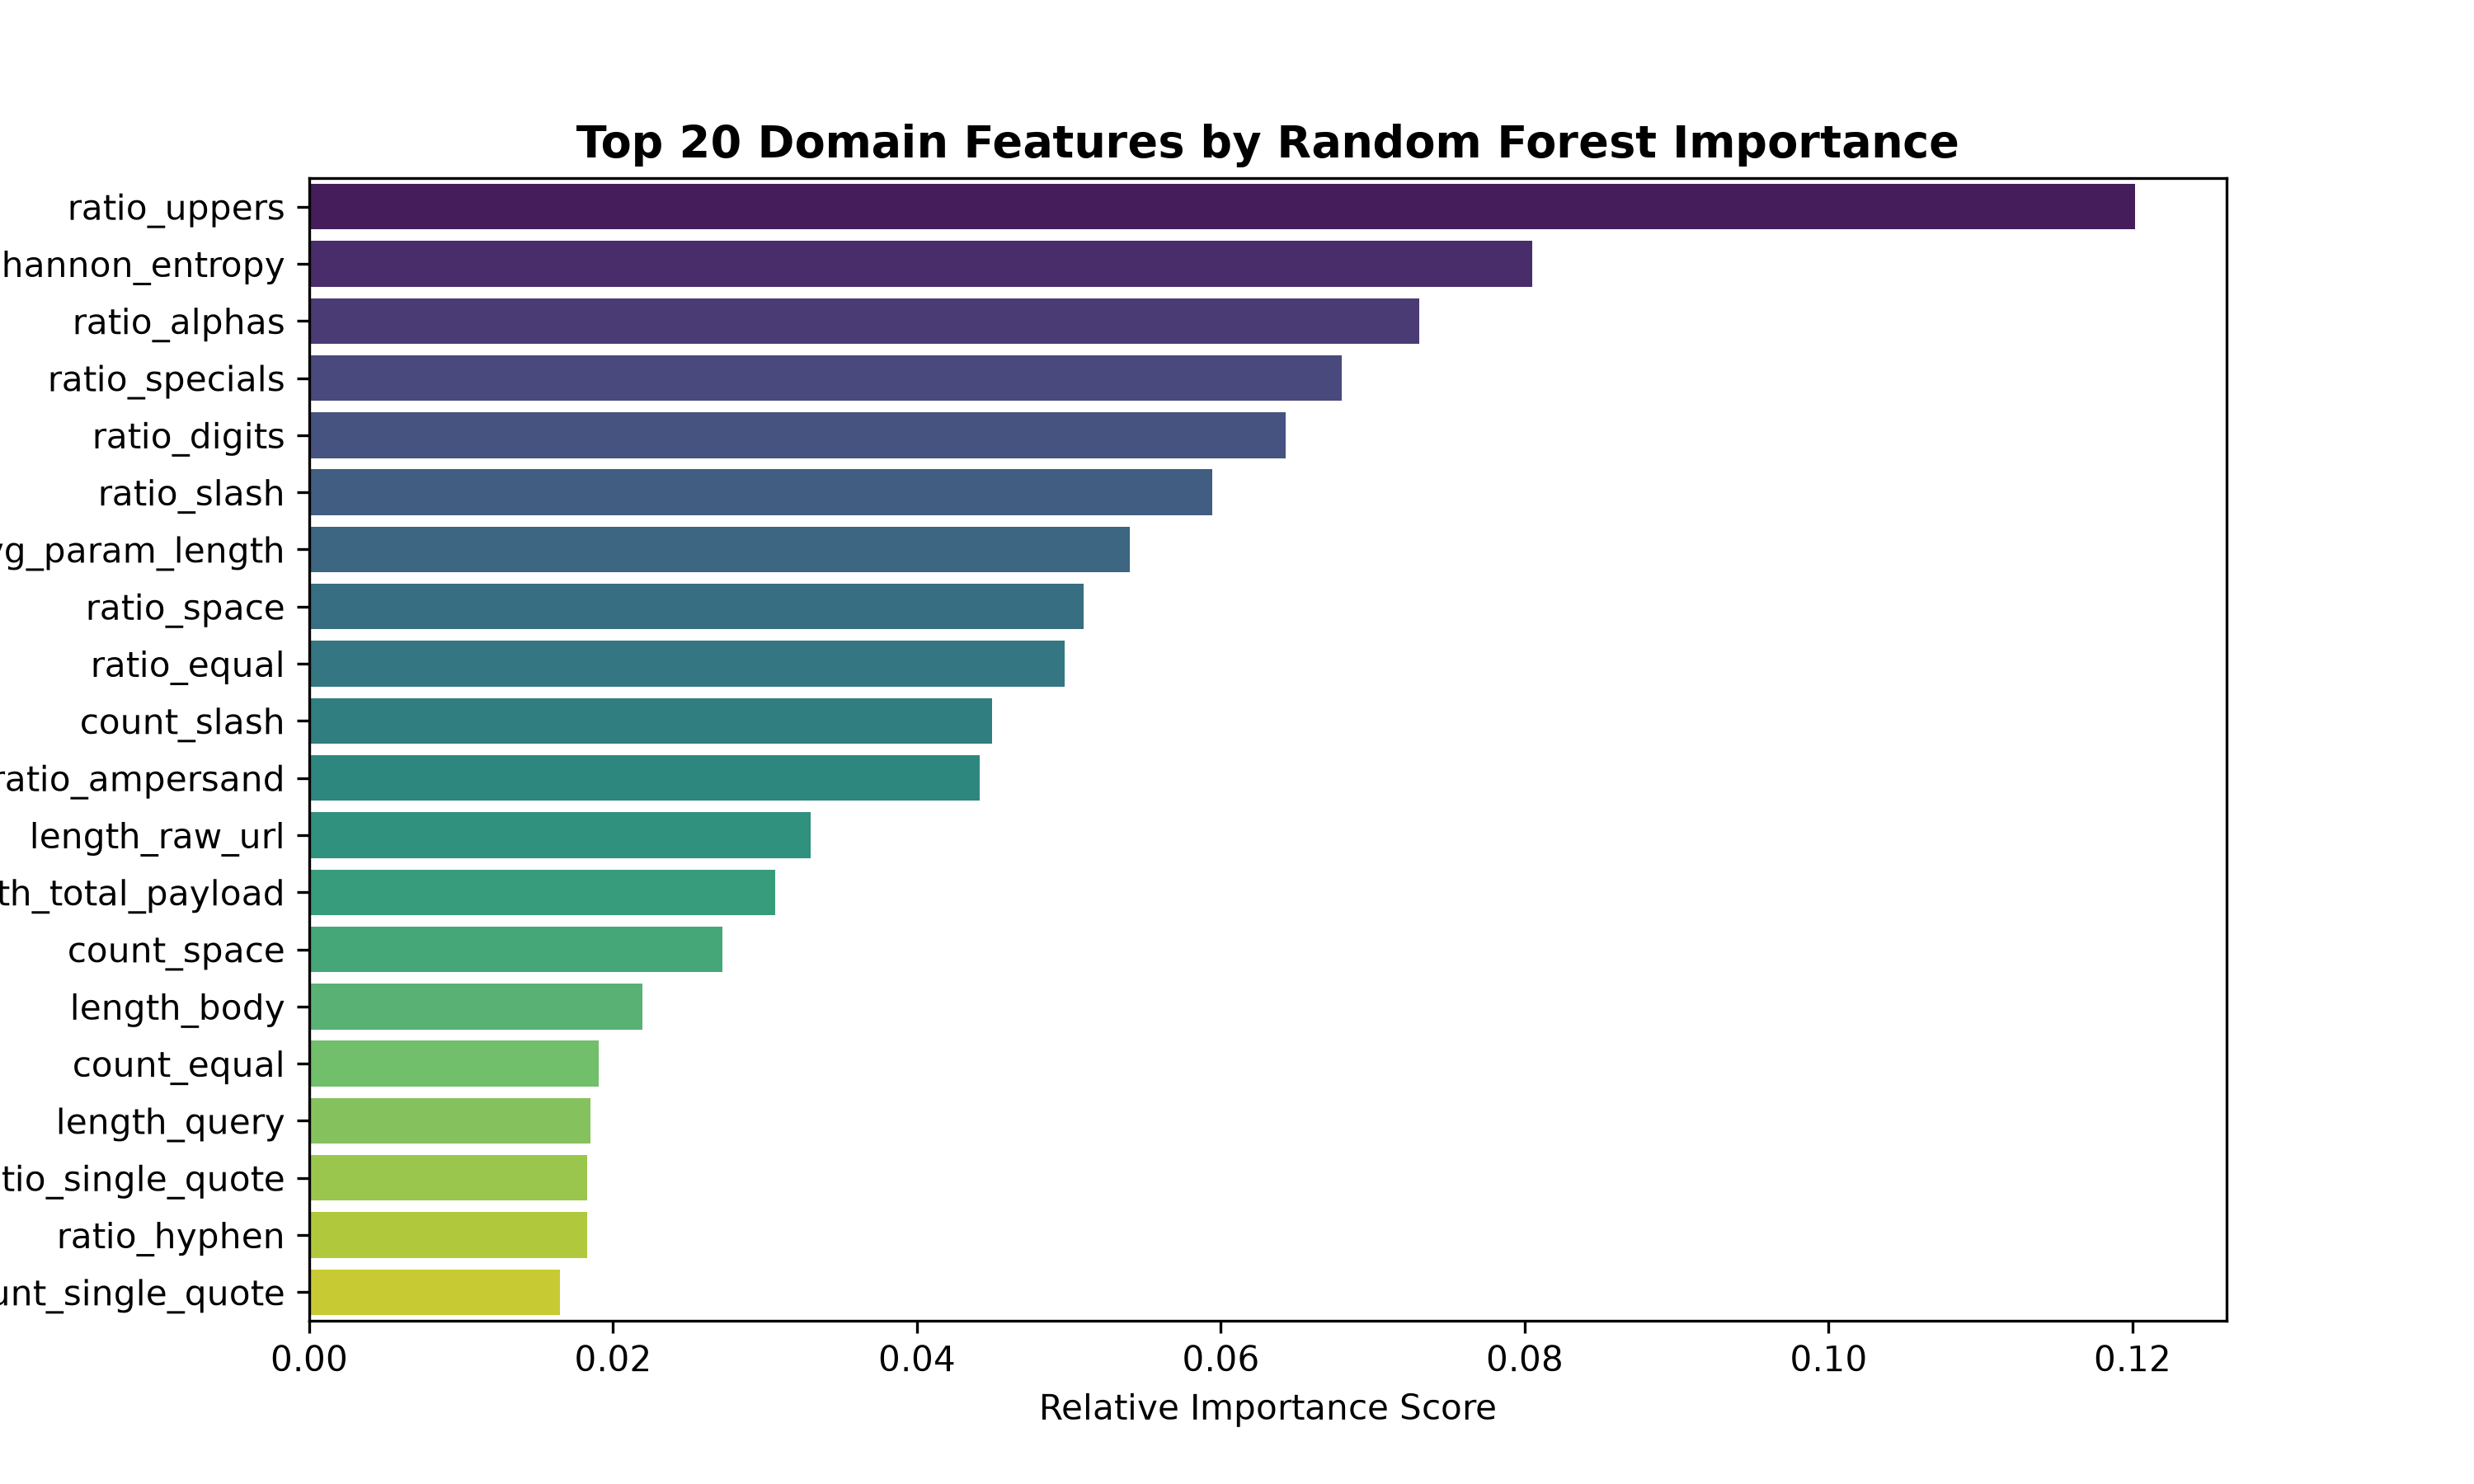 Top 20 Domain Features by Random Forest Importance
ratio_uppers
hannon_entropy
ratio_alphas
ratio_specials
ratio_digits
ratio_slash
g_param_length
ratio_space
ratio_equal
count_slash
ratio_ampersand
length_raw_url
th_total_payload
count_space
length_body
count_equal
length_query
tio_single_quote
ratio_hyphen
unt_single_quote
0.00 0.02 0.04 0.06 0.08 0.10 0.12
Relative Importance Score